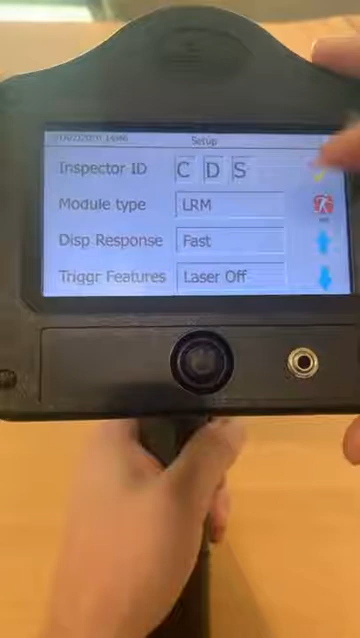 Setup
Inspector ID C D S
Module type LRM
Disp Response Fast
Triggr Features Laser Off